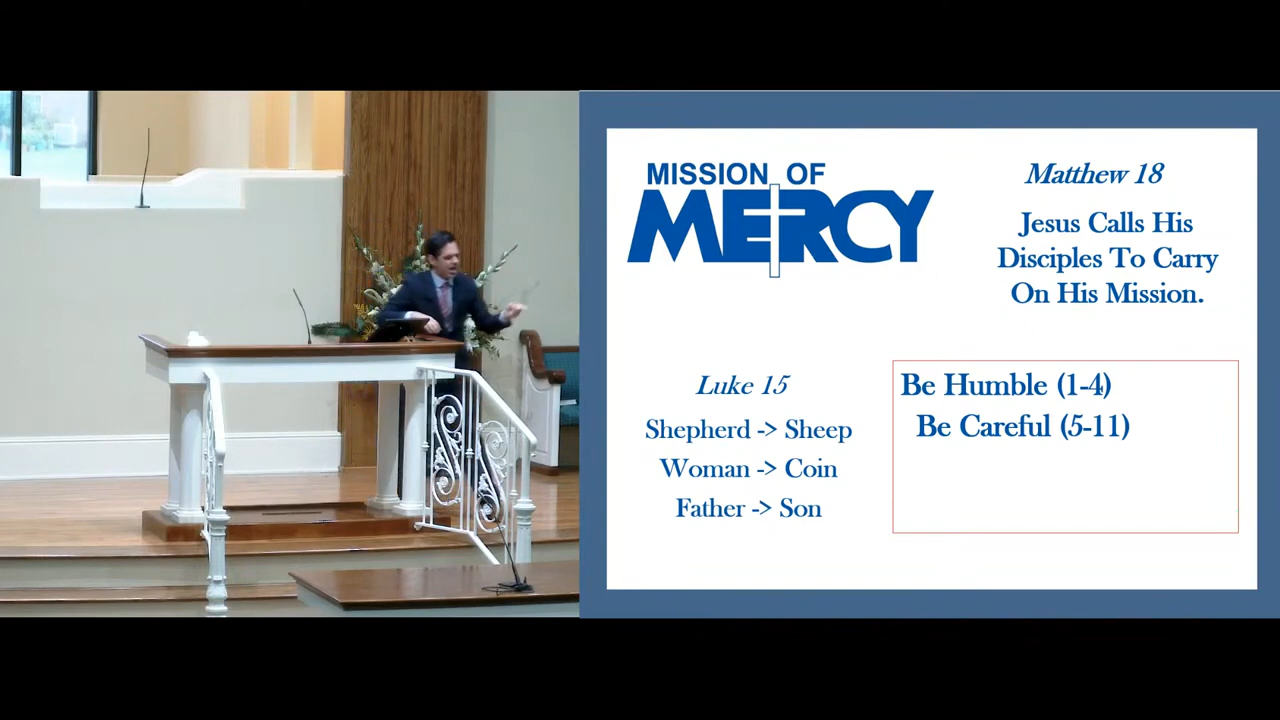 MISSION OF
MERCY
Matthew 18
Jesus Calls His
Disciples To Carry
On His Mission.
Luke 15
Shepherd -> Sheep
Woman -> Coin
Father -> Son
Be Humble (1-4)
Be Careful (5-11)